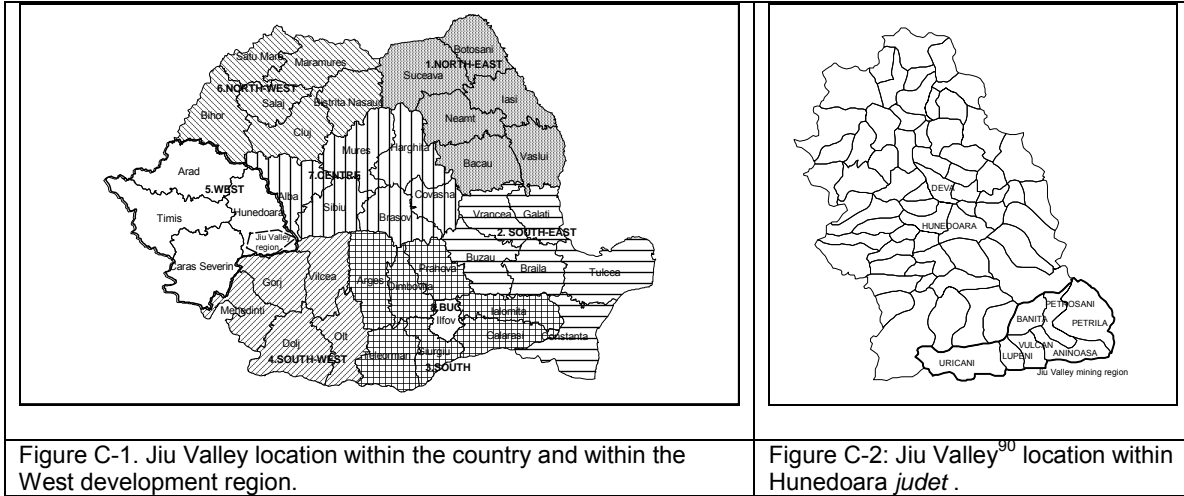 Botosani
Satu Mare
Maramures
1.NORTH-EAST
Suceava
6.NORTH-WEST
Salaj
Bistrita Nasaud
Iasi
Bihor
Neamt
Cluj
Mures
Harghita
Bacau
Vaslui
Arad
7.CENTRE
5.WEST
Alba
Covasna
Hunedoara
Sibiu
Brasov
Vrancea
Galati
Timis
Jiu Valley
region
2. SOUTH-EAST
Buzau
Caras Severin
Prahova
Braila
Tulcea
Gorj
Vilcea
Arges
Dimbovita
Mehedinti
8.BUC
Ialomita
Ilfov
Olt
Calarasi
Constanta
Dolj
Giurgiu
4.SOUTH-WEST
Teleorman
3.SOUTH
DEVA
HUNEDOARA
PETROSANI
BANITA
PETRILA
VULCAN
LUPENI
ANINOASA
URICANI
Jiu Valley mining region
Figure C-1. Jiu Valley location within the country and within the
West development region.
Figure C-2: Jiu Valley90 location within
Hunedoara judet .